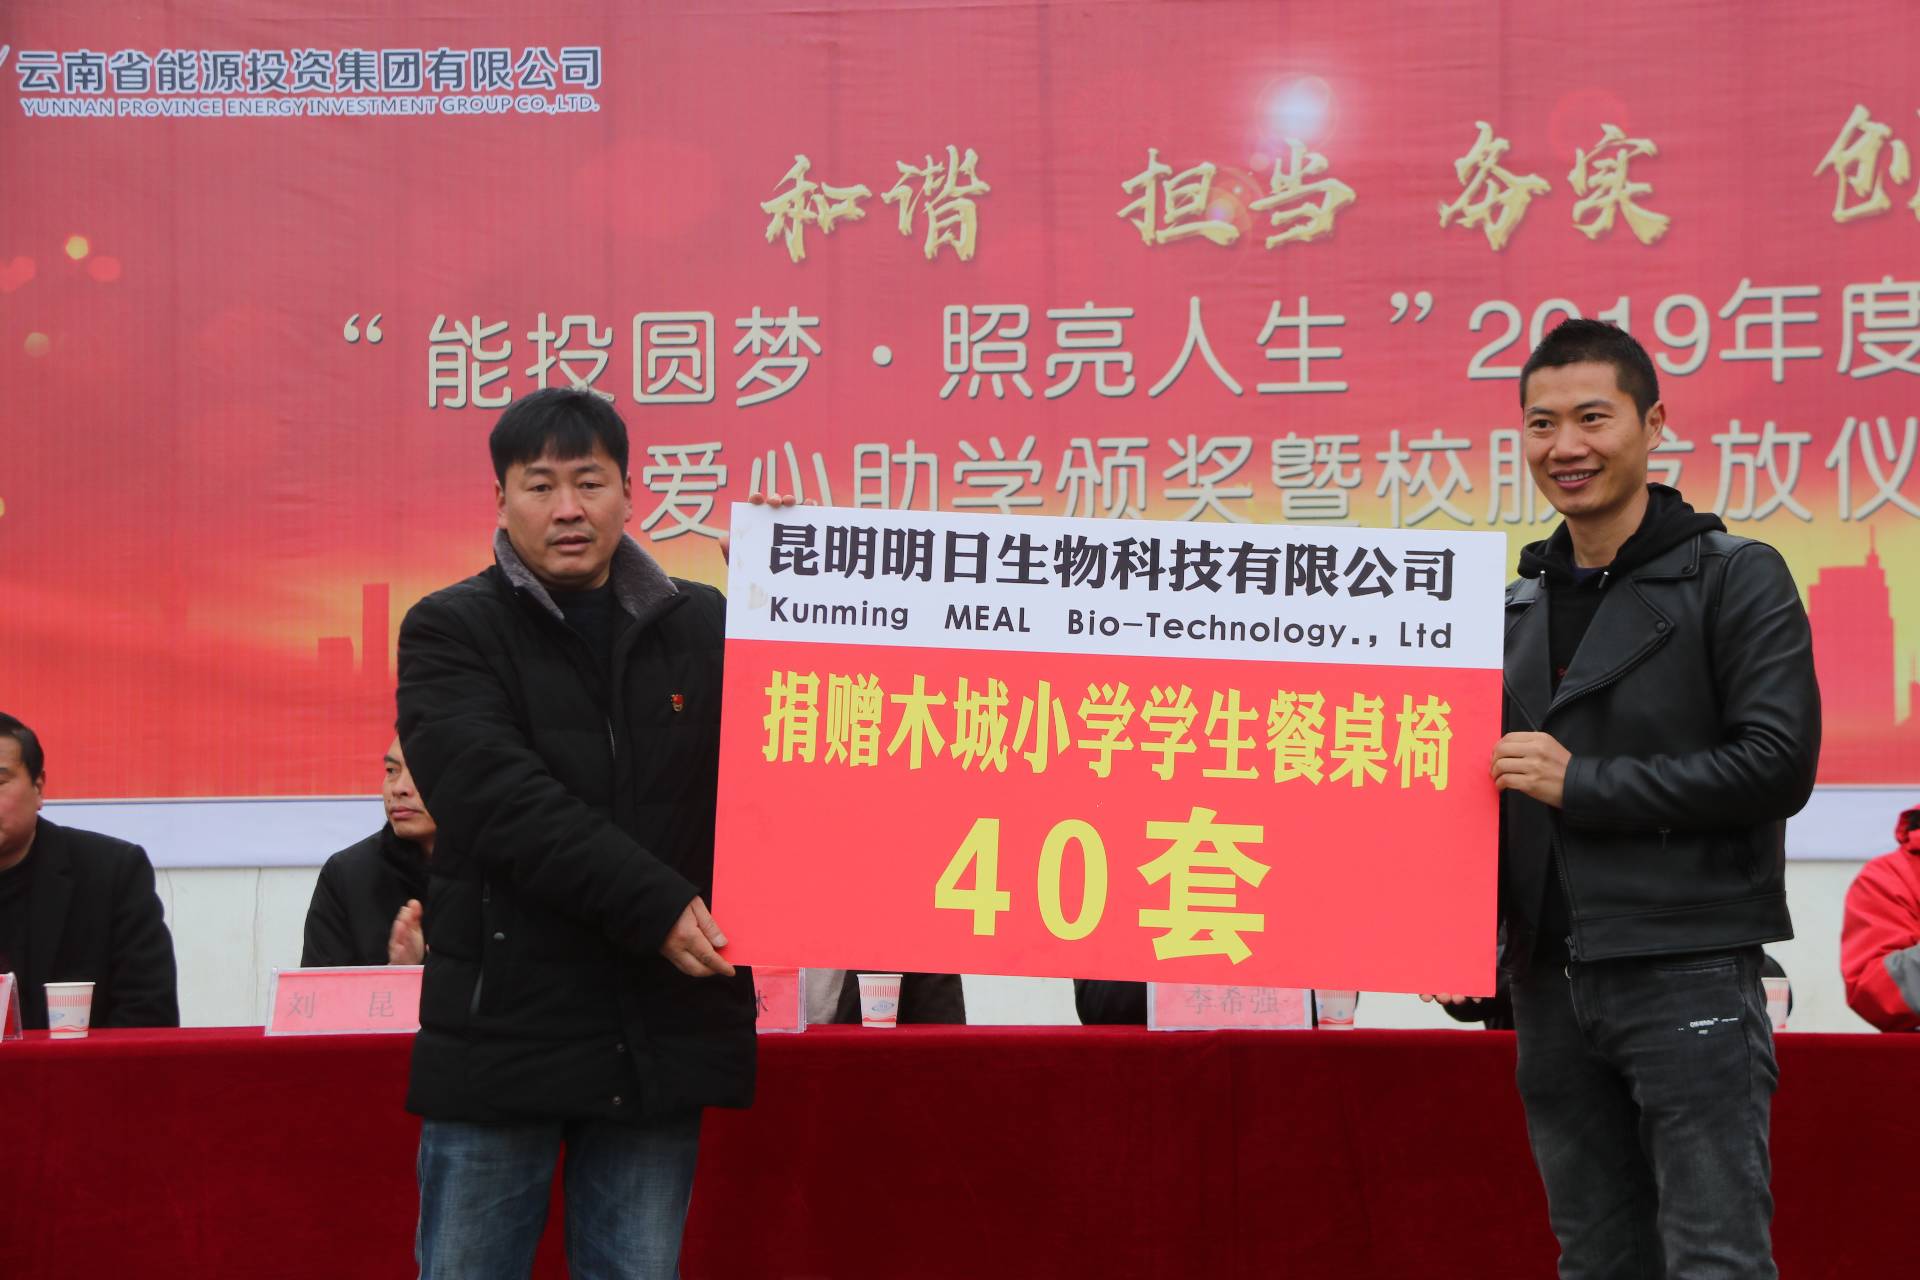 云南省能源投资集团有限公司
YUNNAN PROVINCE ENERGY INVESTMENT GROUP CO.,LTD.
和谐 担当 务实 创
“能投圆梦·照亮人生”2019年度
爱心助学颁奖暨校服发放仪
昆明明日生物科技有限公司
Kunming MEAL Bio-Technology., Ltd
捐赠木城小学学生餐桌椅
40套
刘 昆
李希强